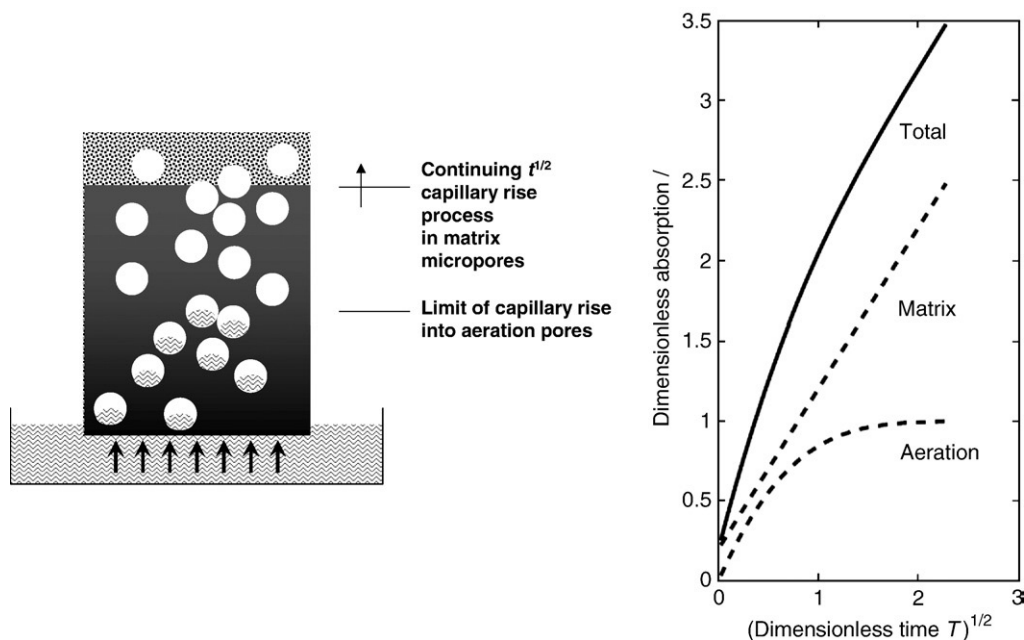 Continuing t1/2
capillary rise
process
in matrix
micropores
Limit of capillary rise
into aeration pores
Dimensionless absorption /
3.5
3
2.5
2
1.5
1
0.5
0
Total
Matrix
Aeration
0
1
2
3
(Dimensionless time T)1/2